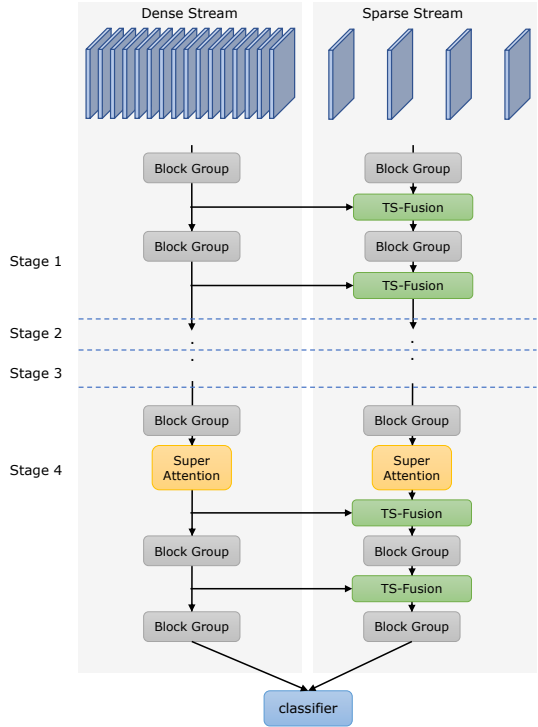 Dense Stream
Sparse Stream
Block Group
Block Group
TS-Fusion
Block Group
Block Group
Stage 1
TS-Fusion
Stage 2
Stage 3
Block Group
Block Group
Stage 4
Super
Attention
Super
Attention
TS-Fusion
Block Group
Block Group
TS-Fusion
Block Group
Block Group
classifier